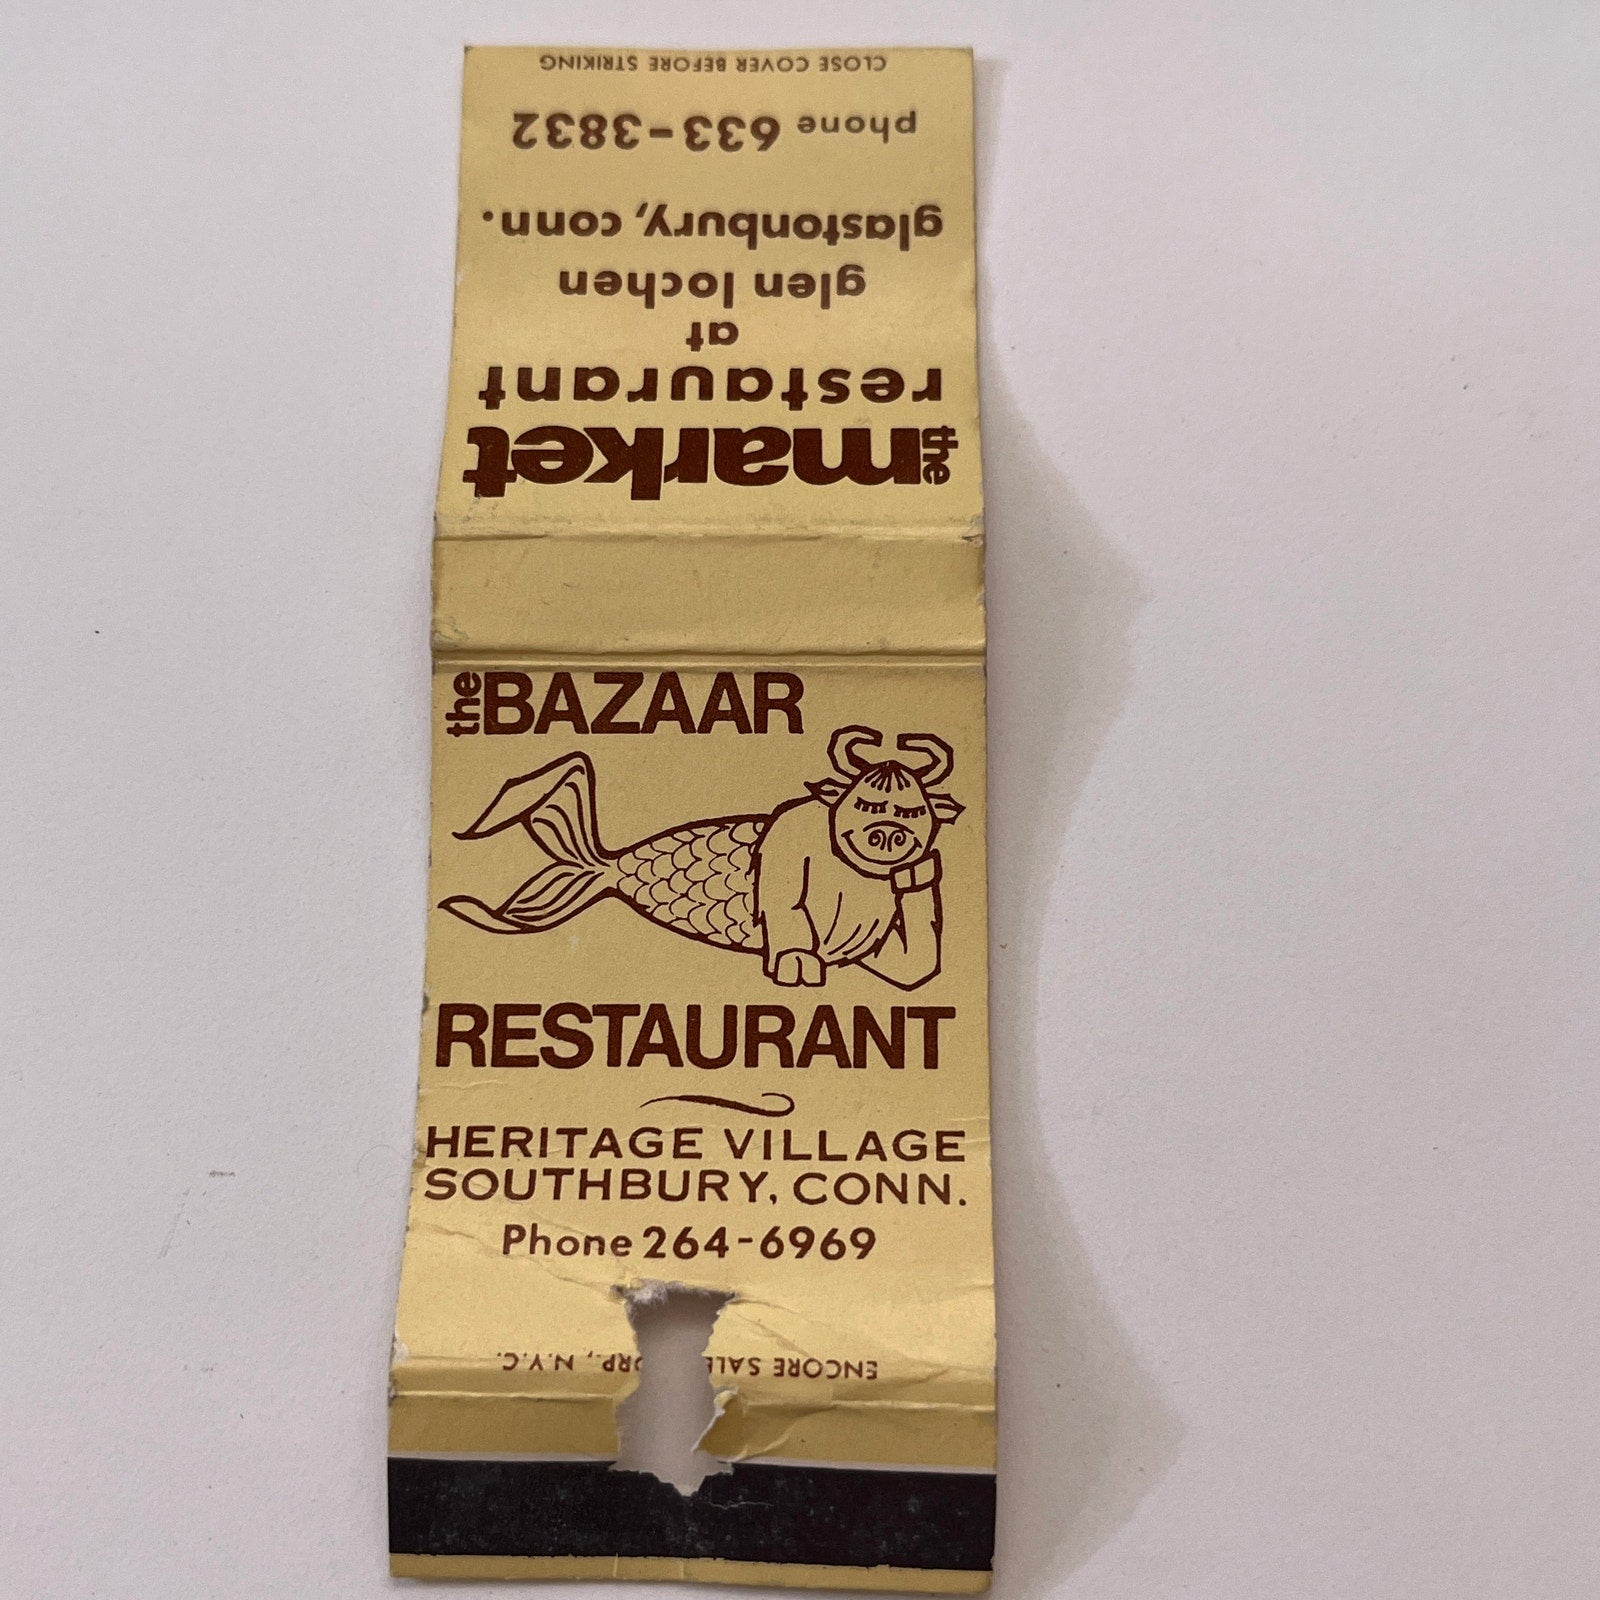 CLOSE COVER BEFORE STRIKING
phone 633-3832
glastonbury, conn.
glen lochen
at
restaurant
the market
the BAZAAR
RESTAURANT
HERITAGE VILLAGE
SOUTHBURY, CONN.
Phone 264-6969
ENCORE N.Y.C.